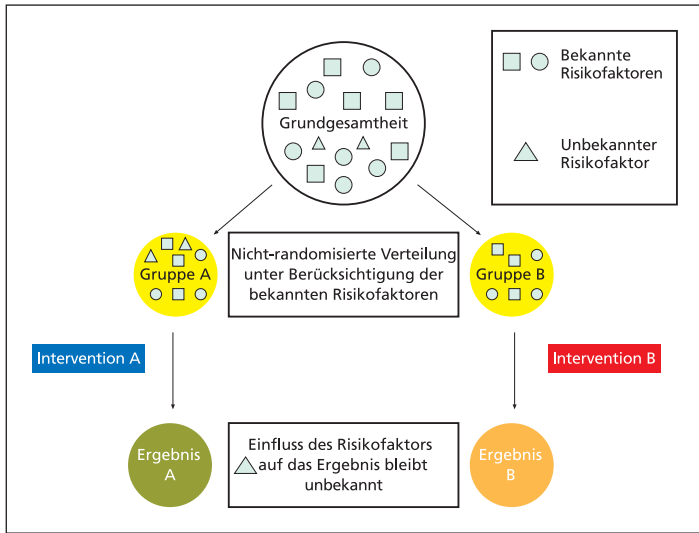 Grundgesamtheit
Bekannte
Risikofaktoren
Unbekannter
Risikofaktor
Gruppe A
Nicht-randomisierte Verteilung
unter Berücksichtigung der
bekannten Risikofaktoren
Gruppe B
Intervention A
Intervention B
Ergebnis
A
Einfluss des Risikofaktors
auf das Ergebnis bleibt
unbekannt
Ergebnis
B